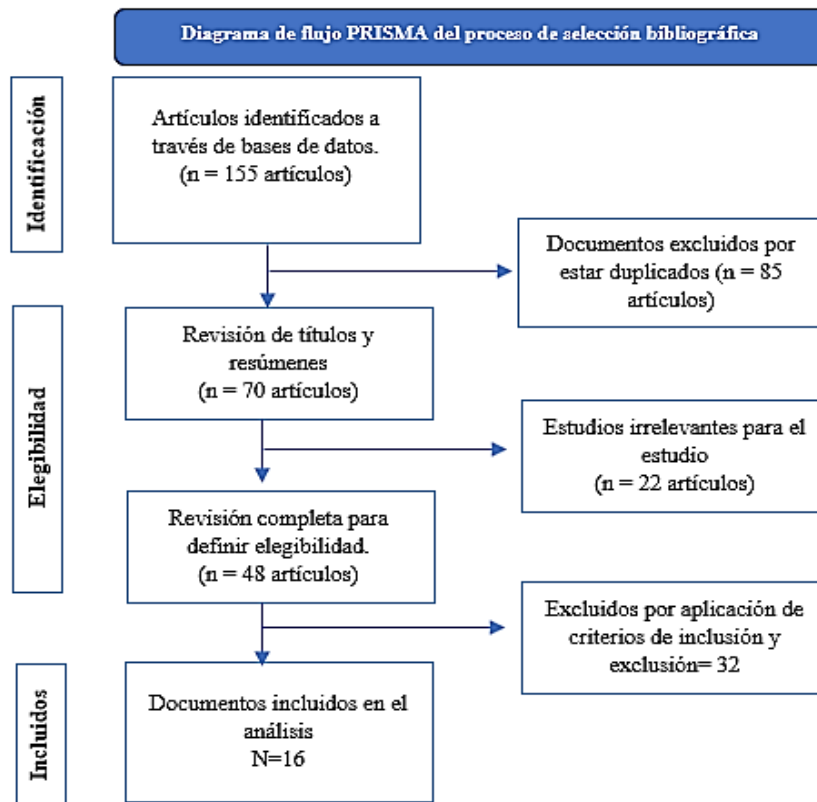 Diagrama de flujo PRISMA del proceso de selección bibliográfica
Identificación
Artículos identificados a
través de bases de datos.
(n = 155 artículos)
Documentos excluidos por
estar duplicados (n = 85
artículos)
Elegibilidad
Revisión de títulos y
resúmenes
(n = 70 artículos)
Estudios irrelevantes para el
estudio
(n = 22 artículos)
Revisión completa para
definir elegibilidad.
(n = 48 artículos)
Excluidos por aplicación de
criterios de inclusión y
exclusión= 32
Incluidos
Documentos incluidos en el
análisis
N=16